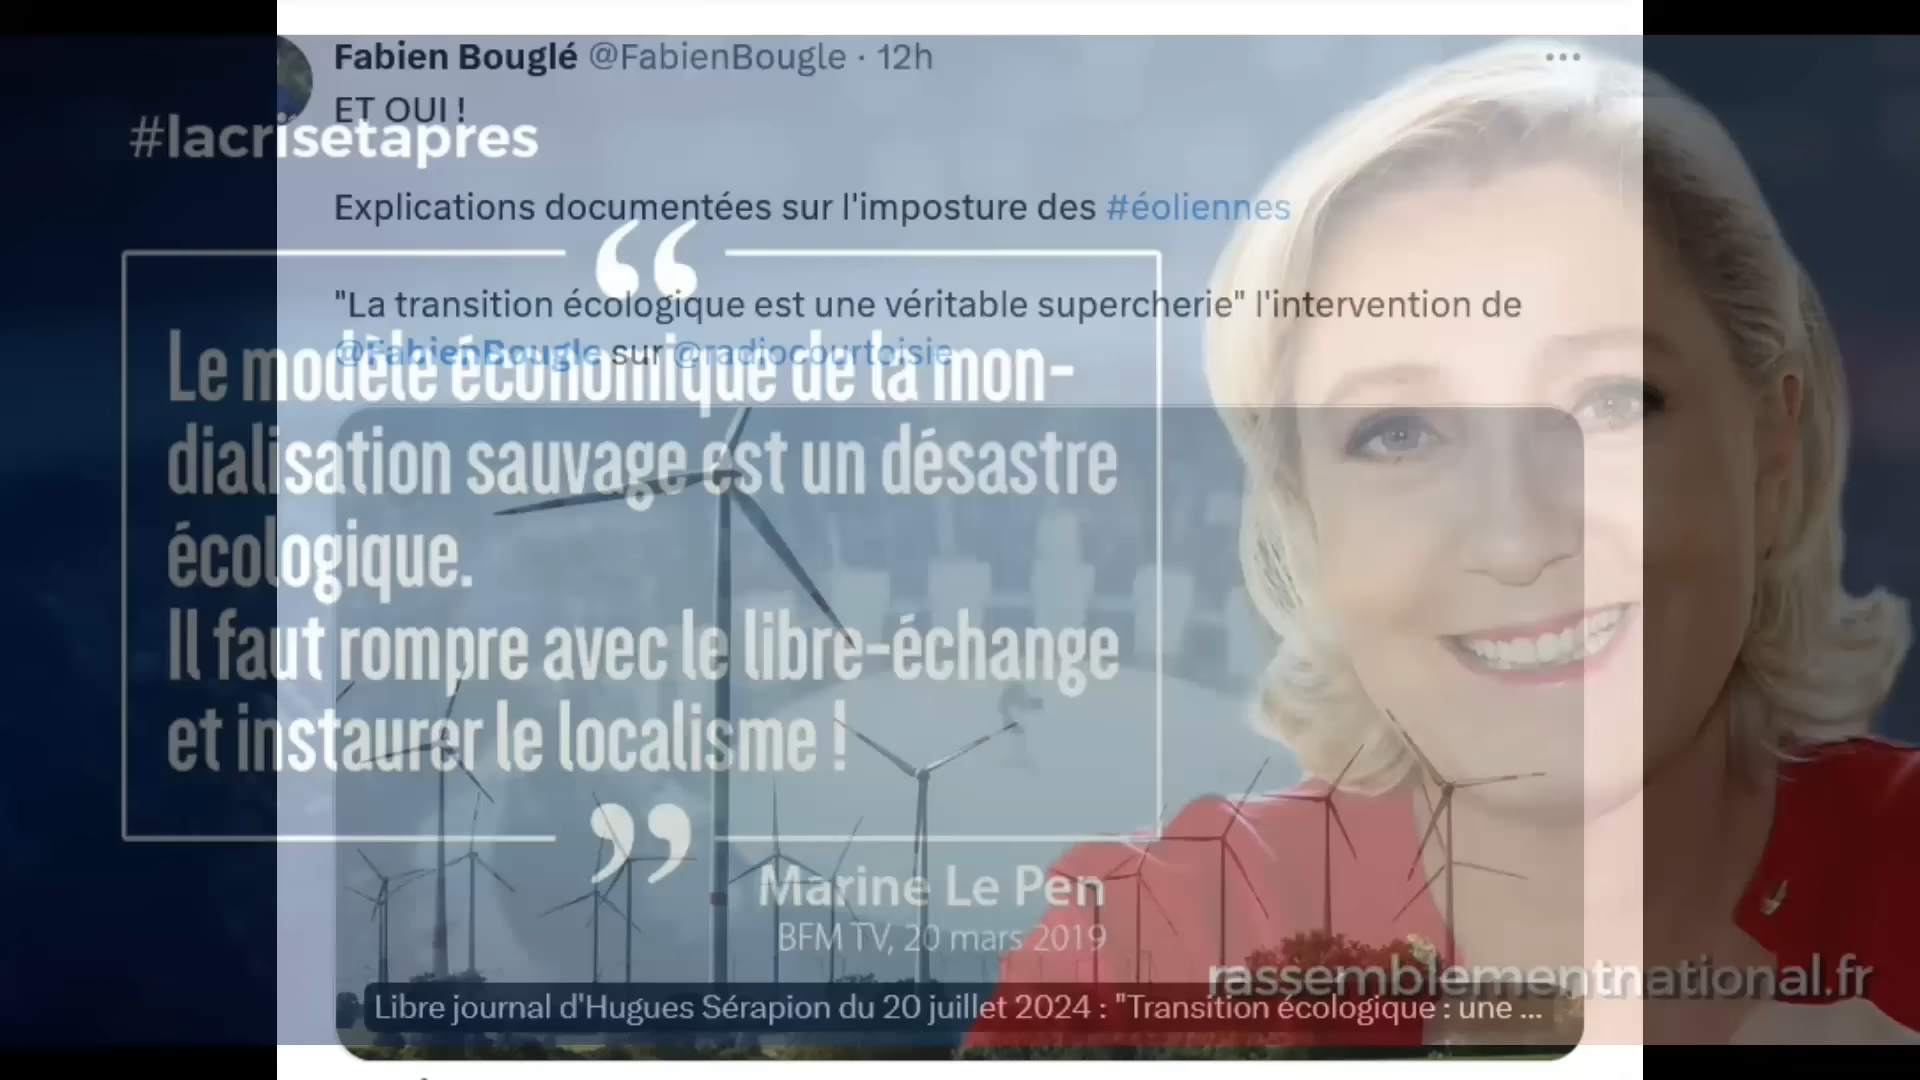 Fabien Bouglé @FabienBougle · 12h
ET OUI !
#lacrisetapres
Explications documentées sur l'imposture des #éoliennes
"La transition écologique est une véritable supercherie" l'intervention de
@FabienBougle sur @radiocourtoisie
“
Le modèle économique de la mon-
dialisation sauvage est un désastre
écologique.
Il faut rompre avec le libre-échange
et instaurer le localisme !
”
Marine Le Pen
BFM TV, 20 mars 2019
rassemblementnational.fr
Libre journal d'Hugues Sérapion du 20 juillet 2024 : "Transition écologique : une ...